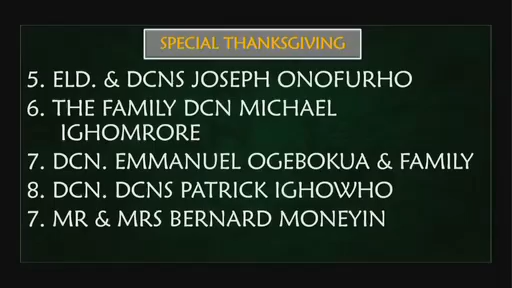 SPECIAL THANKSGIVING
5. ELD. & DCNS JOSEPH ONOFURHO
6. THE FAMILY DCN MICHAEL
IGHOMRORE
7. DCN. EMMANUEL OGEBOKUA & FAMILY
8. DCN. DCNS PATRICK IGHOWHO
7. MR & MRS BERNARD MONEYIN